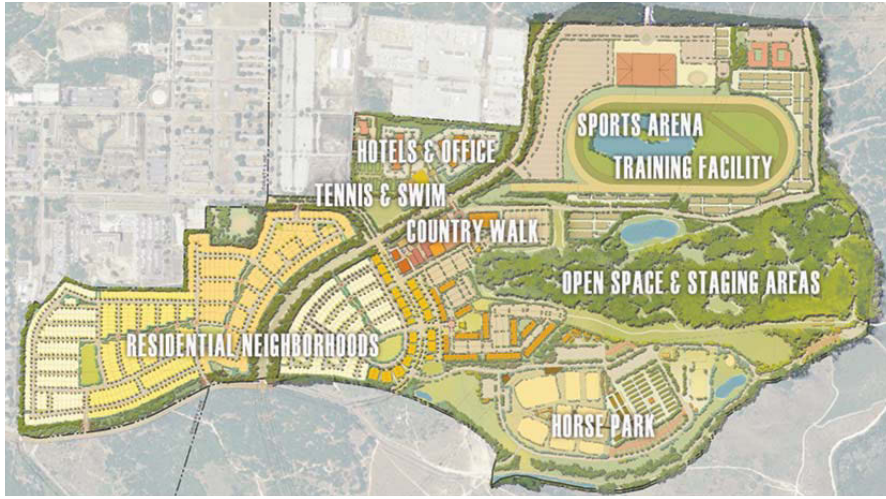 SPORTS ARENA
TRAINING FACILITY
HOTELS & OFFICE
TENNIS & SWIM
COUNTRY WALK
OPEN SPACE & STAGING AREAS
RESIDENTIAL NEIGHBORHOODS
HORSE PARK